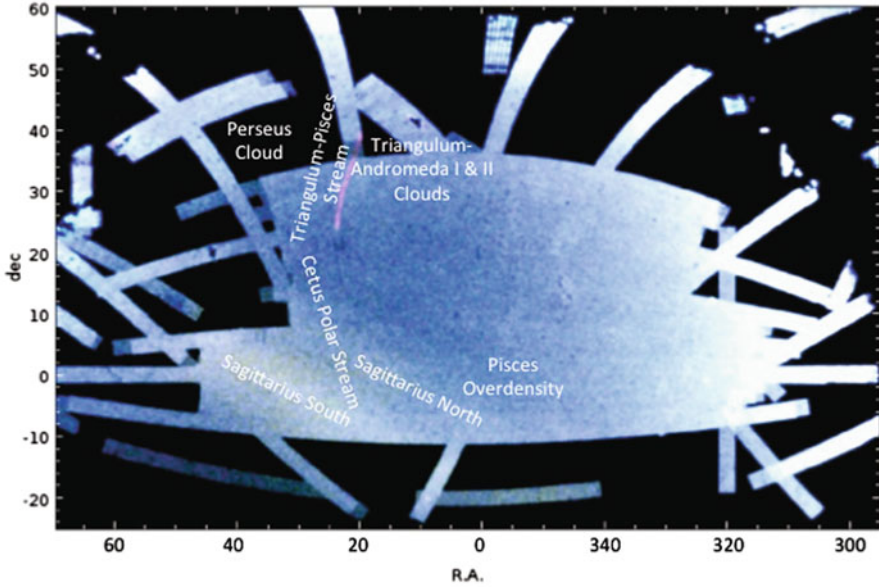 60
50
40
30
20
10
0
-10
-20
dec
Perseus
Cloud
Triangulum-Pisces
Stream
Triangulum-
Andromeda I & II
Clouds
Cetus Polar Stream
Sagittarius South
Sagittarius North
Pisces
Overdensity
60 40 20 0 340 320 300
R.A.